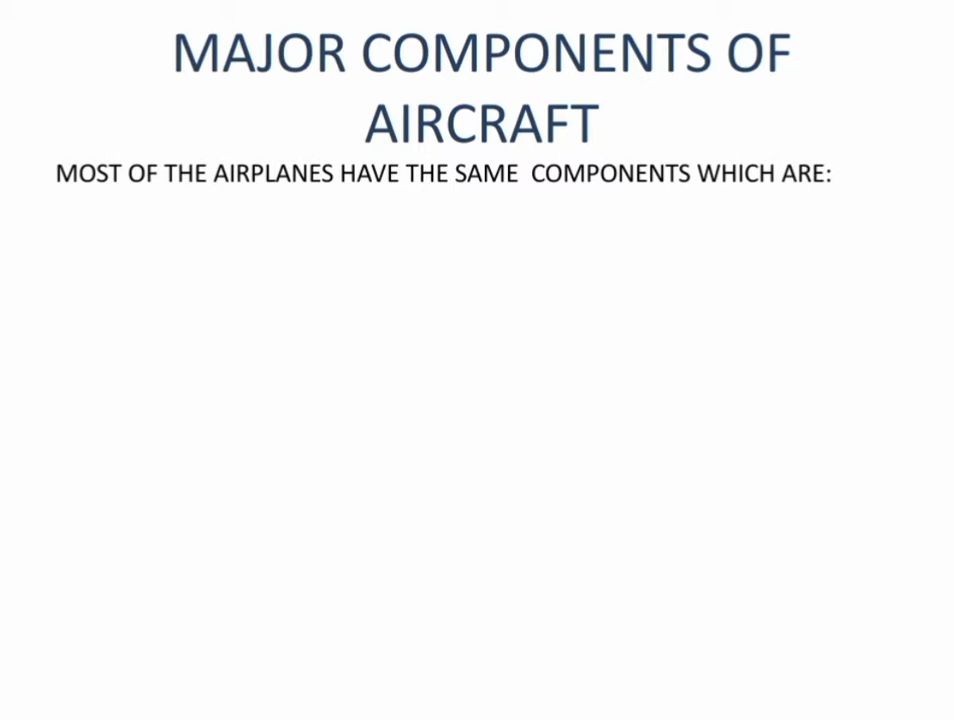 MAJOR COMPONENTS OF
AIRCRAFT
MOST OF THE AIRPLANES HAVE THE SAME COMPONENTS WHICH ARE: